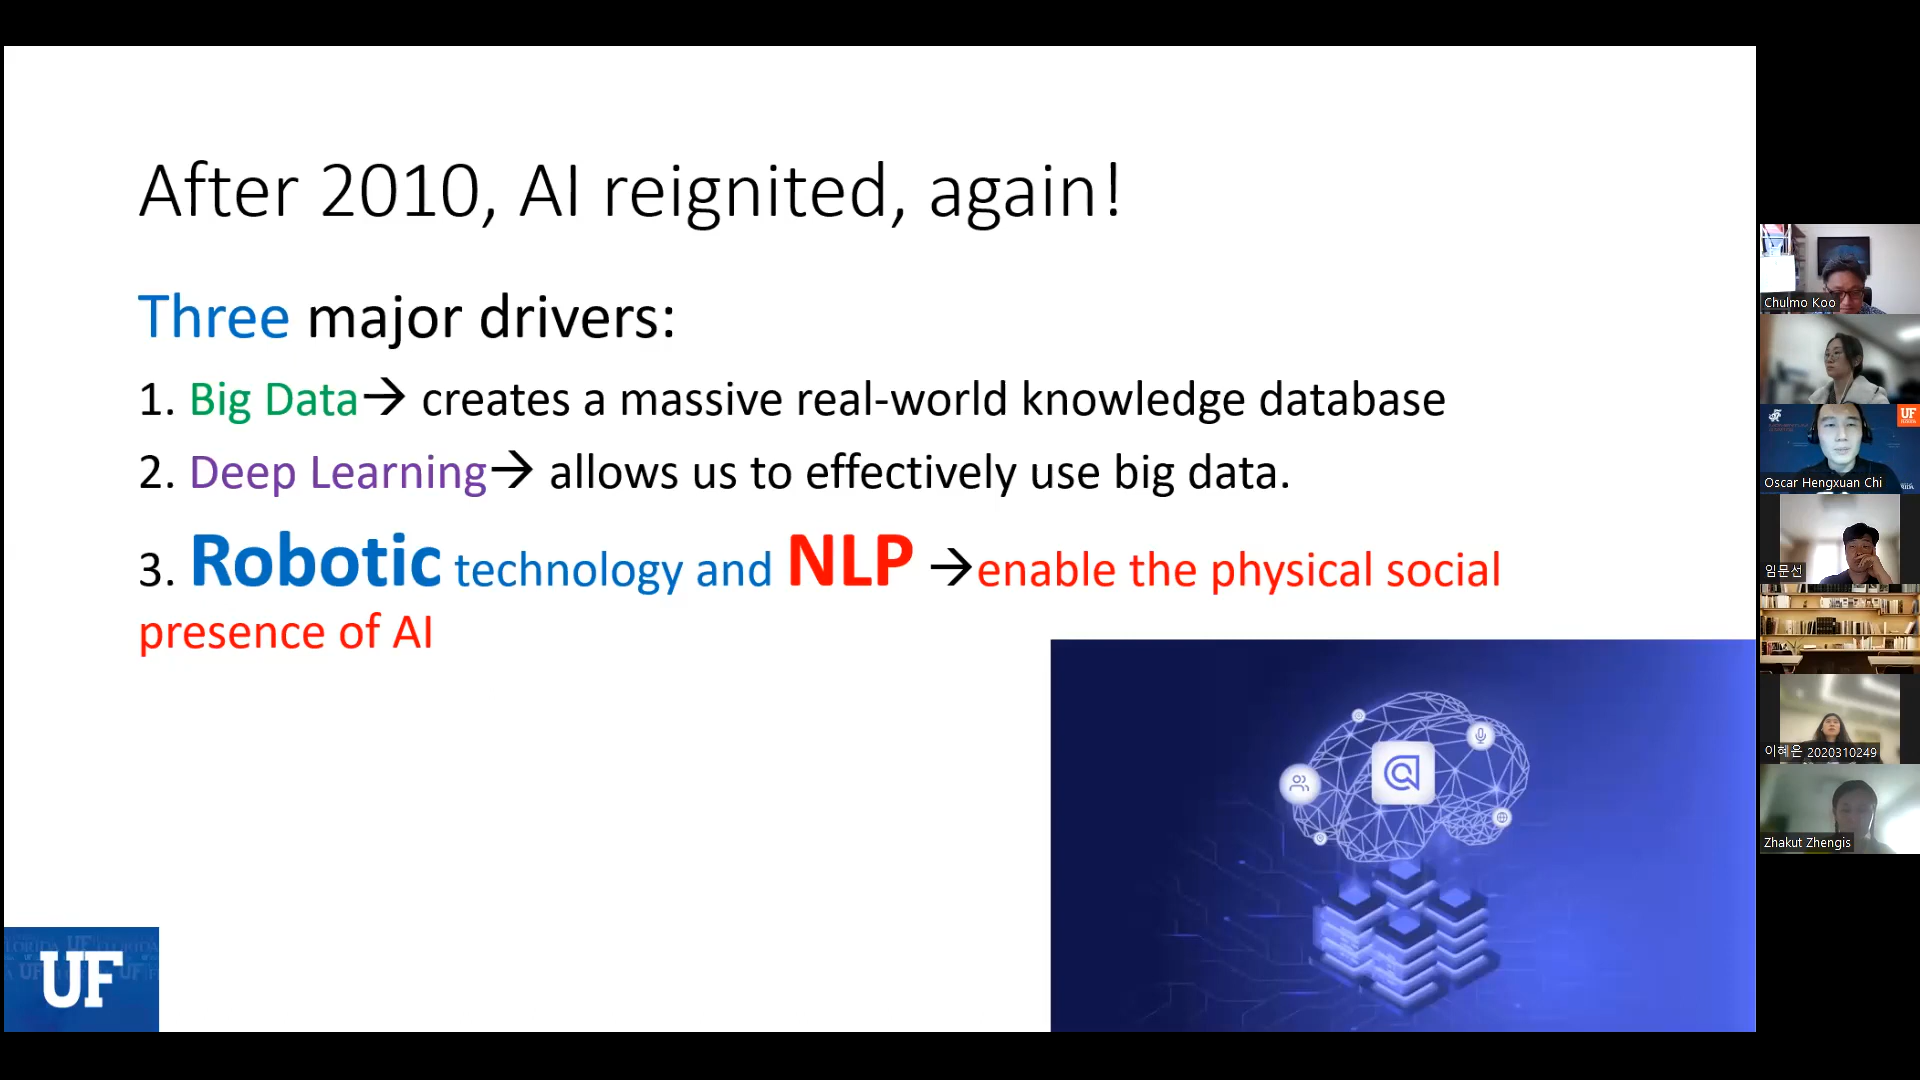 After 2010, AI reignited, again!
Three major drivers:
1. Big Data→ creates a massive real-world knowledge database
2. Deep Learning→ allows us to effectively use big data.
3. Robotic technology and NLP →enable the physical social
presence of AI
UF
Chulmo Koo
UF
Oscar Hengxuan Chi
임문선
이혜은 2020310249
Zhakut Zhengis